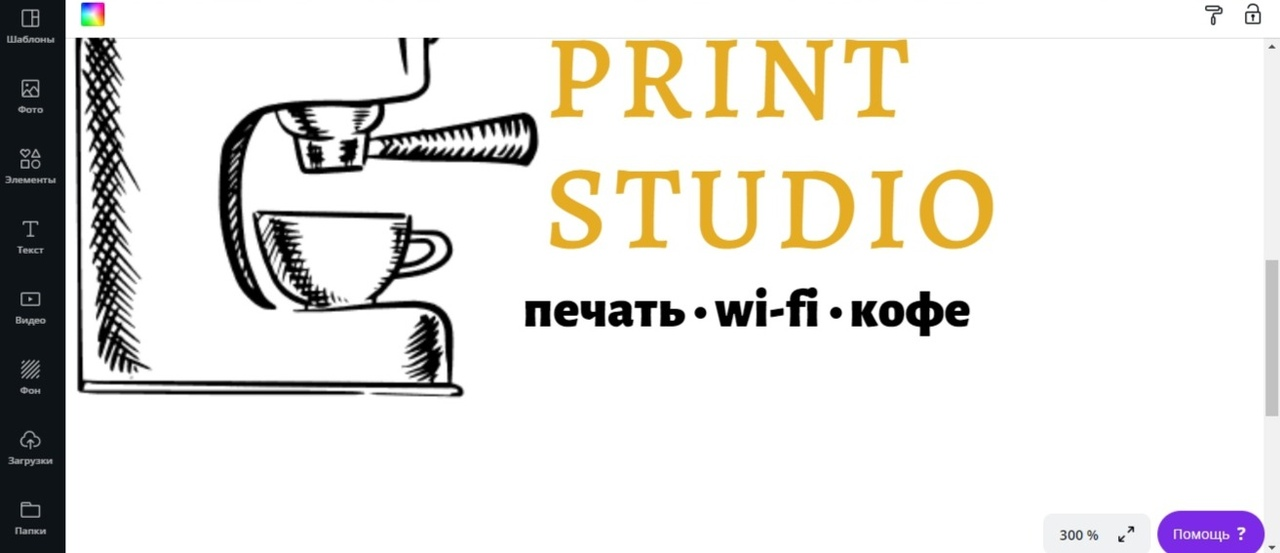 Шаблоны
Фото
Элементы
Текст
Видео
Фон
Загрузки
Папки
PRINT
STUDIO
печать • wi-fi • кофе
300 %
Помощь ?